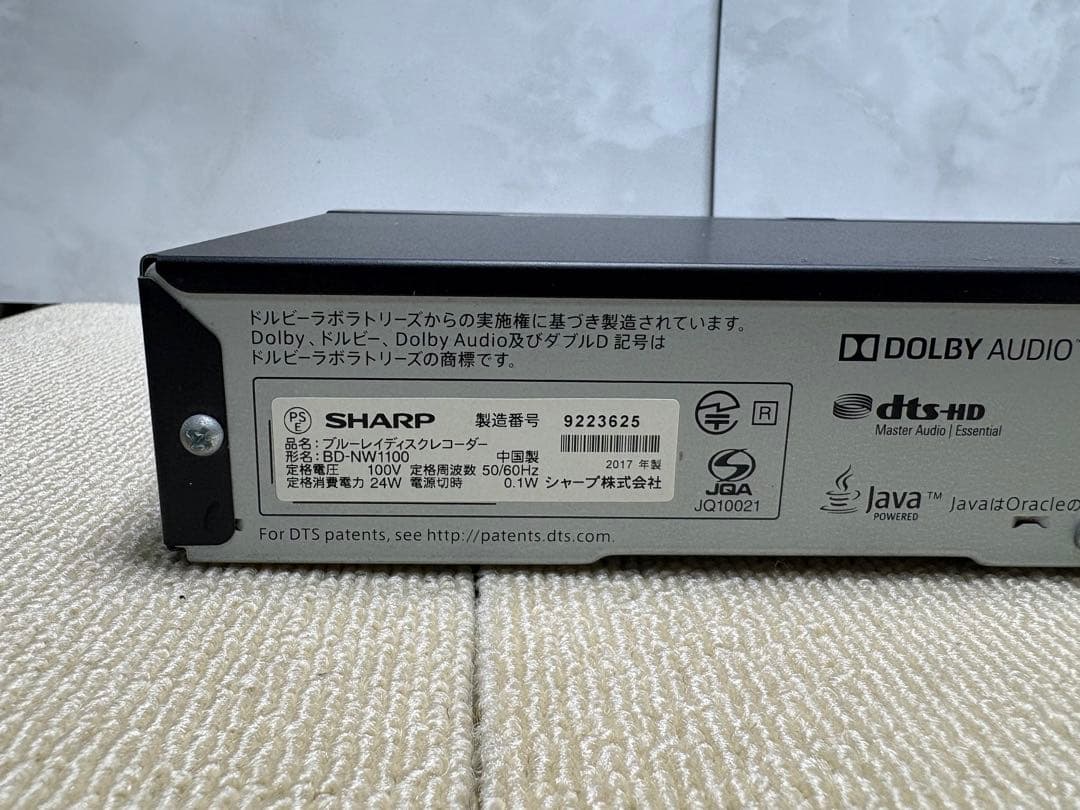 ドルビーラボラトリーズからの実施権に基づき製造されています。
Dolby、ドルビー、Dolby Audio及びダブルD 記号は
ドルビーラボラトリーズの商標です。
DOLBY AUDIO™
PS
E
SHARP 製造番号 9223625
品名：ブルーレイディスクレコーダー
形名：BD-NW1100 中国製 2017 年製
定格電圧 100V 定格周波数 50/60Hz
定格消費電力 24W 電源切時 0.1W シャープ株式会社
R
JQA
JQ10021
dts-HD
Master Audio | Essential
Java™
POWERED
JavaはOracleの
For DTS patents, see http://patents.dts.com.